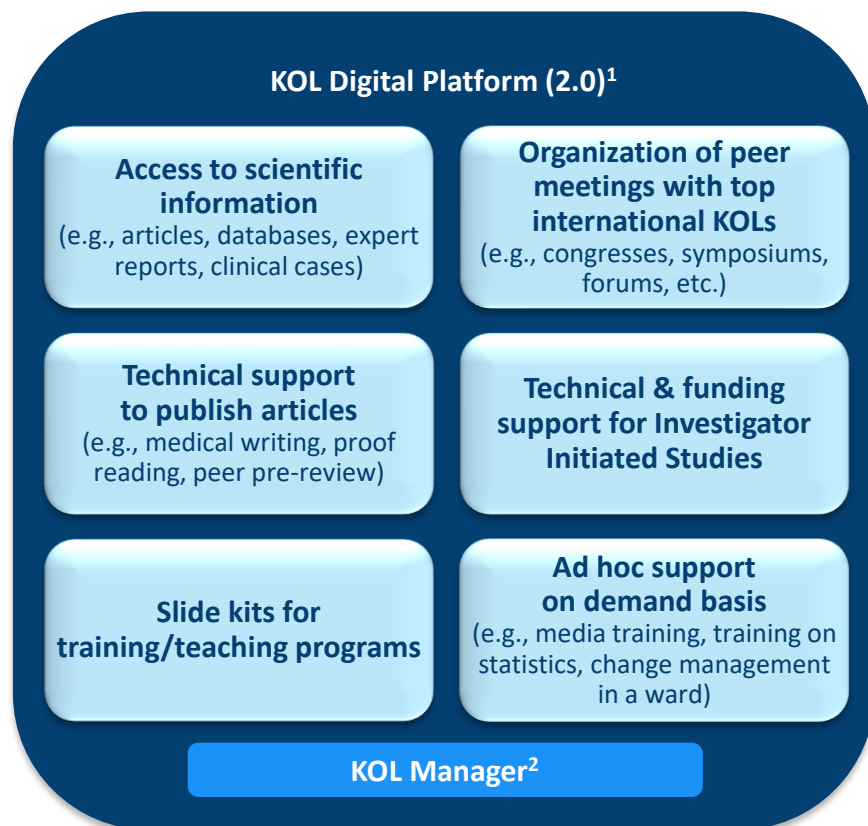 KOL Digital Platform (2.0)¹
Access to scientific
information
(e.g., articles, databases, expert
reports, clinical cases)
Organization of peer
meetings with top
international KOLs
(e.g., congresses, symposiums,
forums, etc.)
Technical support
to publish articles
(e.g., medical writing, proof
reading, peer pre-review)
Technical & funding
support for Investigator
Initiated Studies
Slide kits for
training/teaching programs
Ad hoc support
on demand basis
(e.g., media training, training on
statistics, change management
in a ward)
KOL Manager²